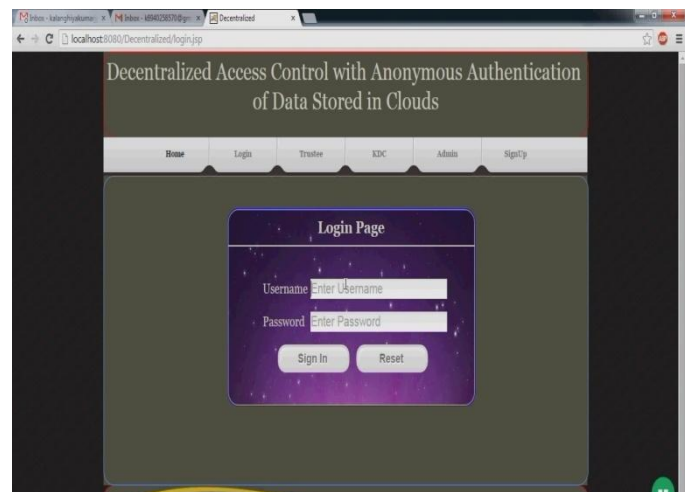 Decentralized
localhost:8080/Decentralized/login.jsp
Decentralized Access Control with Anonymous Authentication
of Data Stored in Clouds
Home Login Trustee KDC Admin SignUp
Login Page
Username Enter Username
Password Enter Password
Sign In Reset